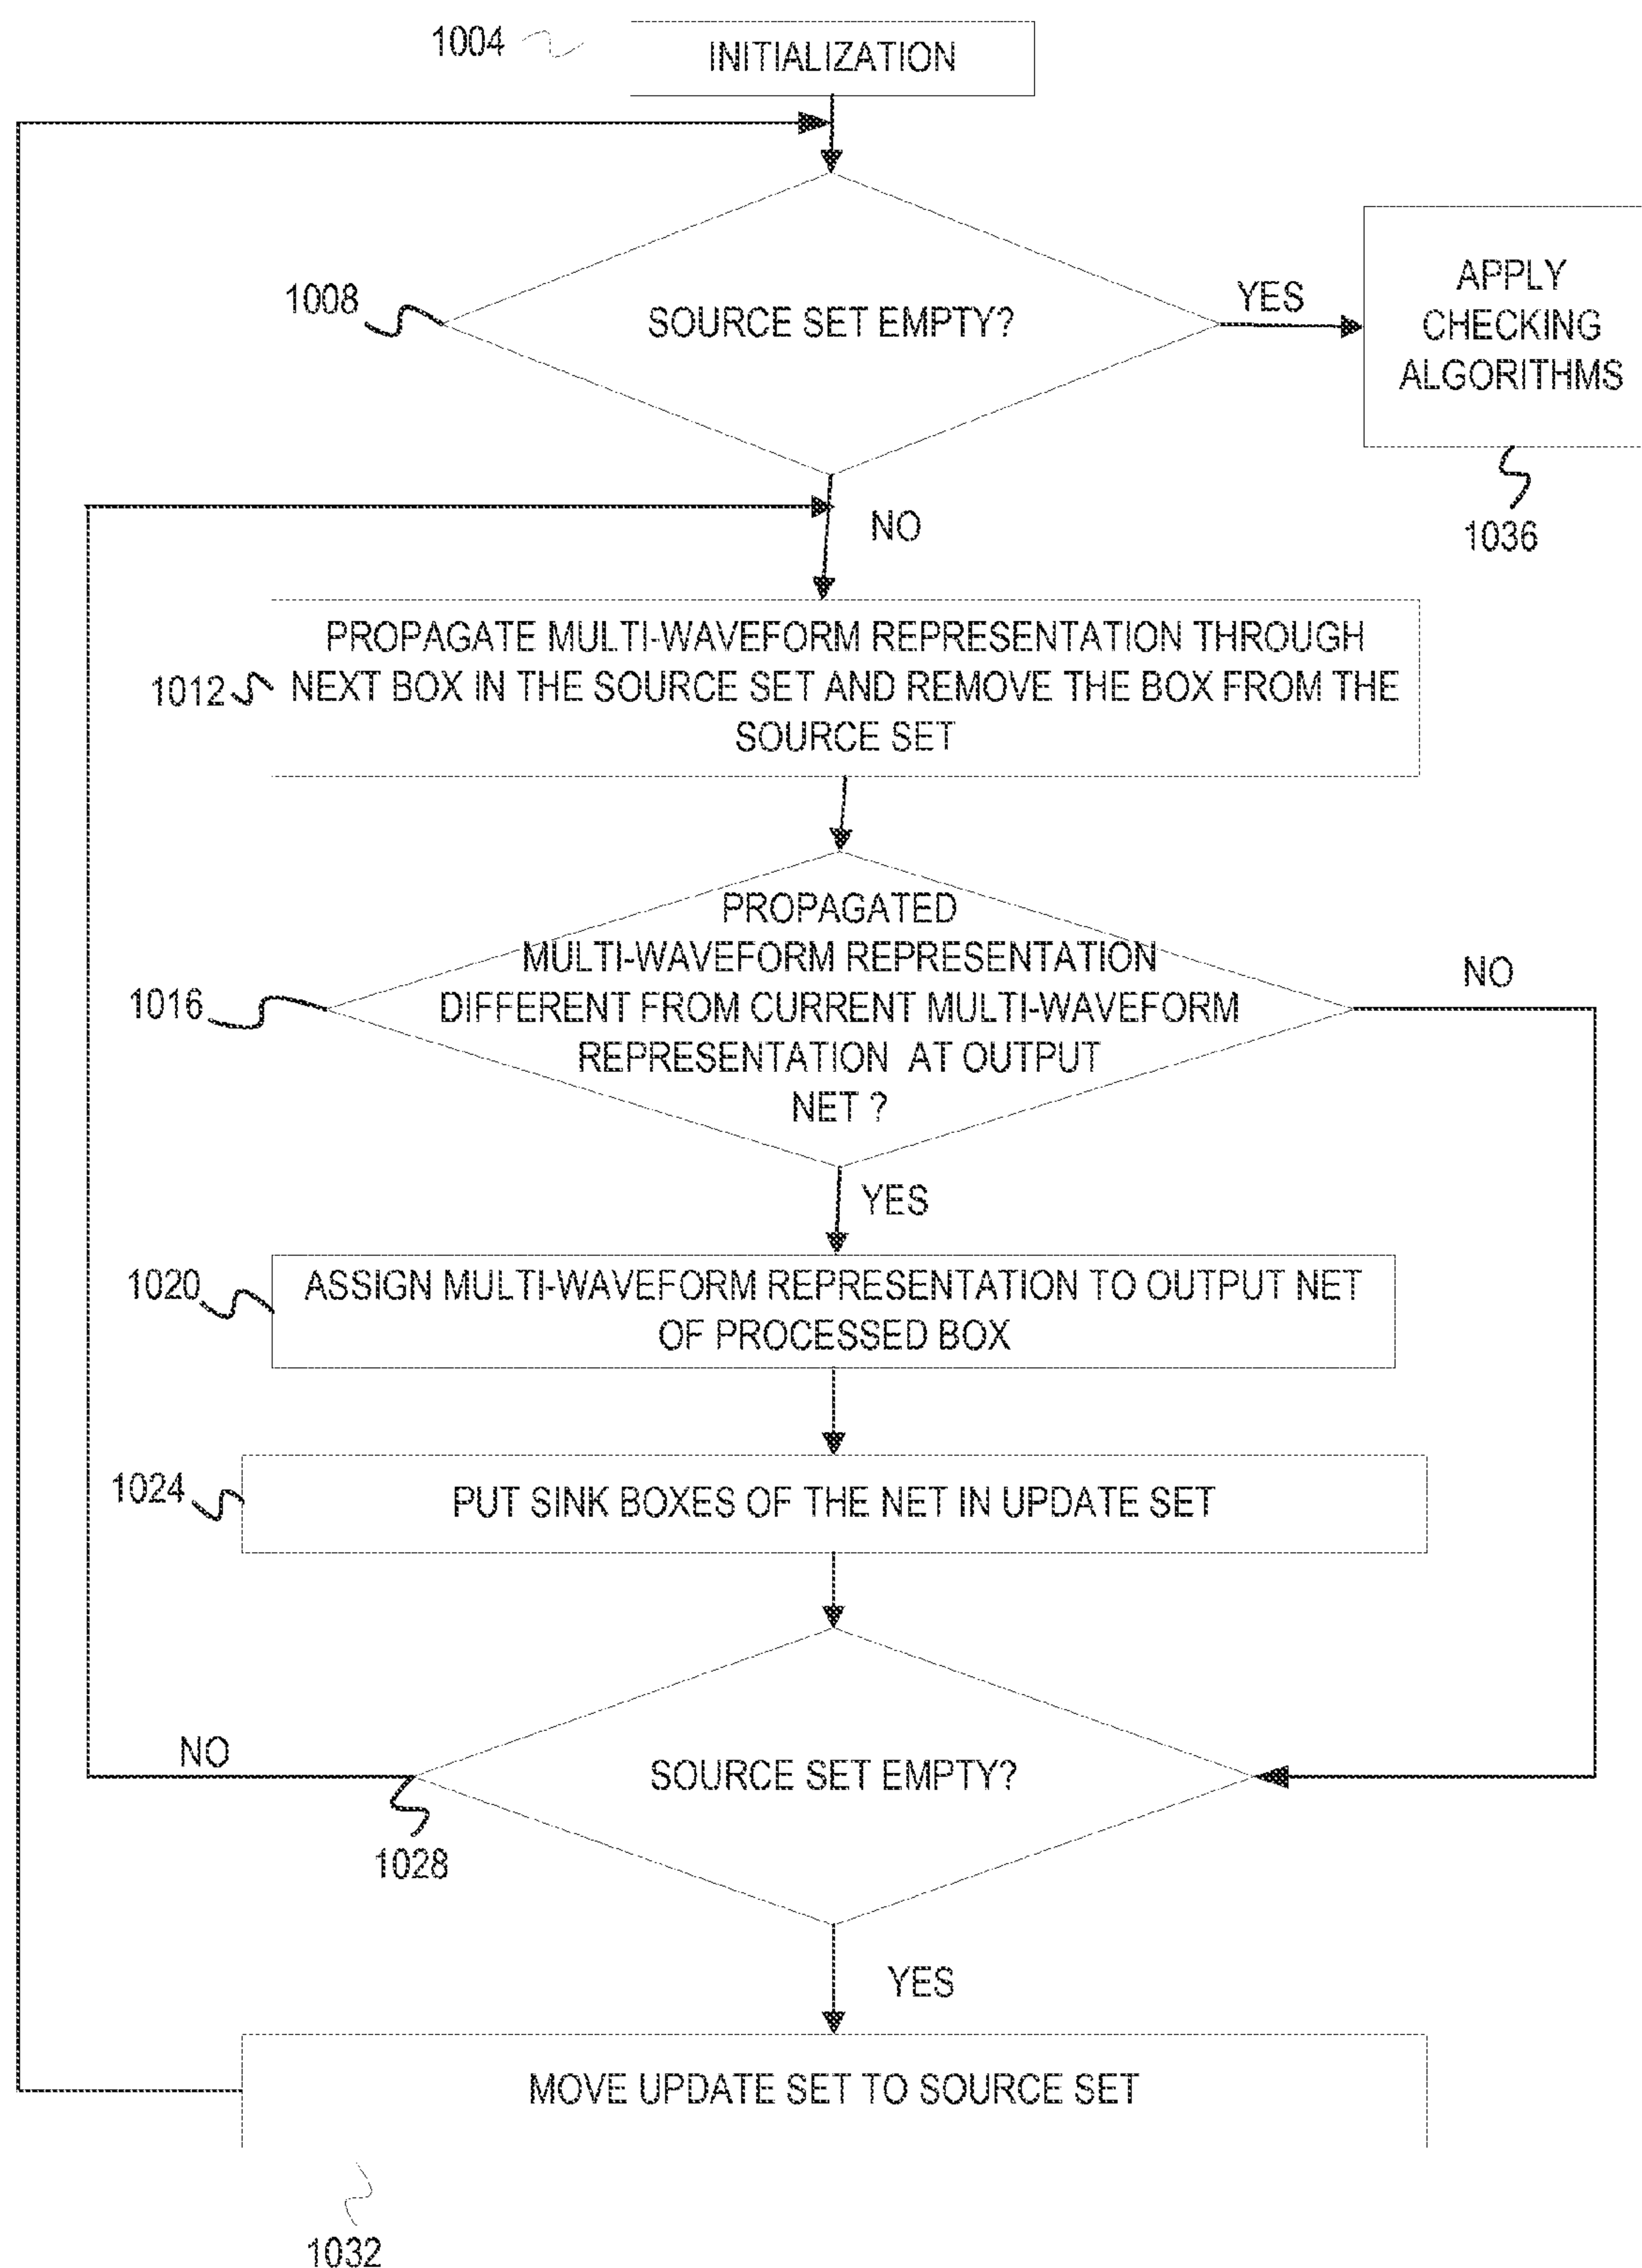 1004
INITIALIZATION
1008
SOURCE SET EMPTY?
YES
APPLY
CHECKING
ALGORITHMS
1036
NO
1012
PROPAGATE MULTI-WAVEFORM REPRESENTATION THROUGH
NEXT BOX IN THE SOURCE SET AND REMOVE THE BOX FROM THE
SOURCE SET
1016
PROPAGATED
MULTI-WAVEFORM REPRESENTATION
DIFFERENT FROM CURRENT MULTI-WAVEFORM
REPRESENTATION AT OUTPUT
NET ?
NO
YES
1020
ASSIGN MULTI-WAVEFORM REPRESENTATION TO OUTPUT NET
OF PROCESSED BOX
1024
PUT SINK BOXES OF THE NET IN UPDATE SET
NO
SOURCE SET EMPTY?
1028
YES
MOVE UPDATE SET TO SOURCE SET
1032